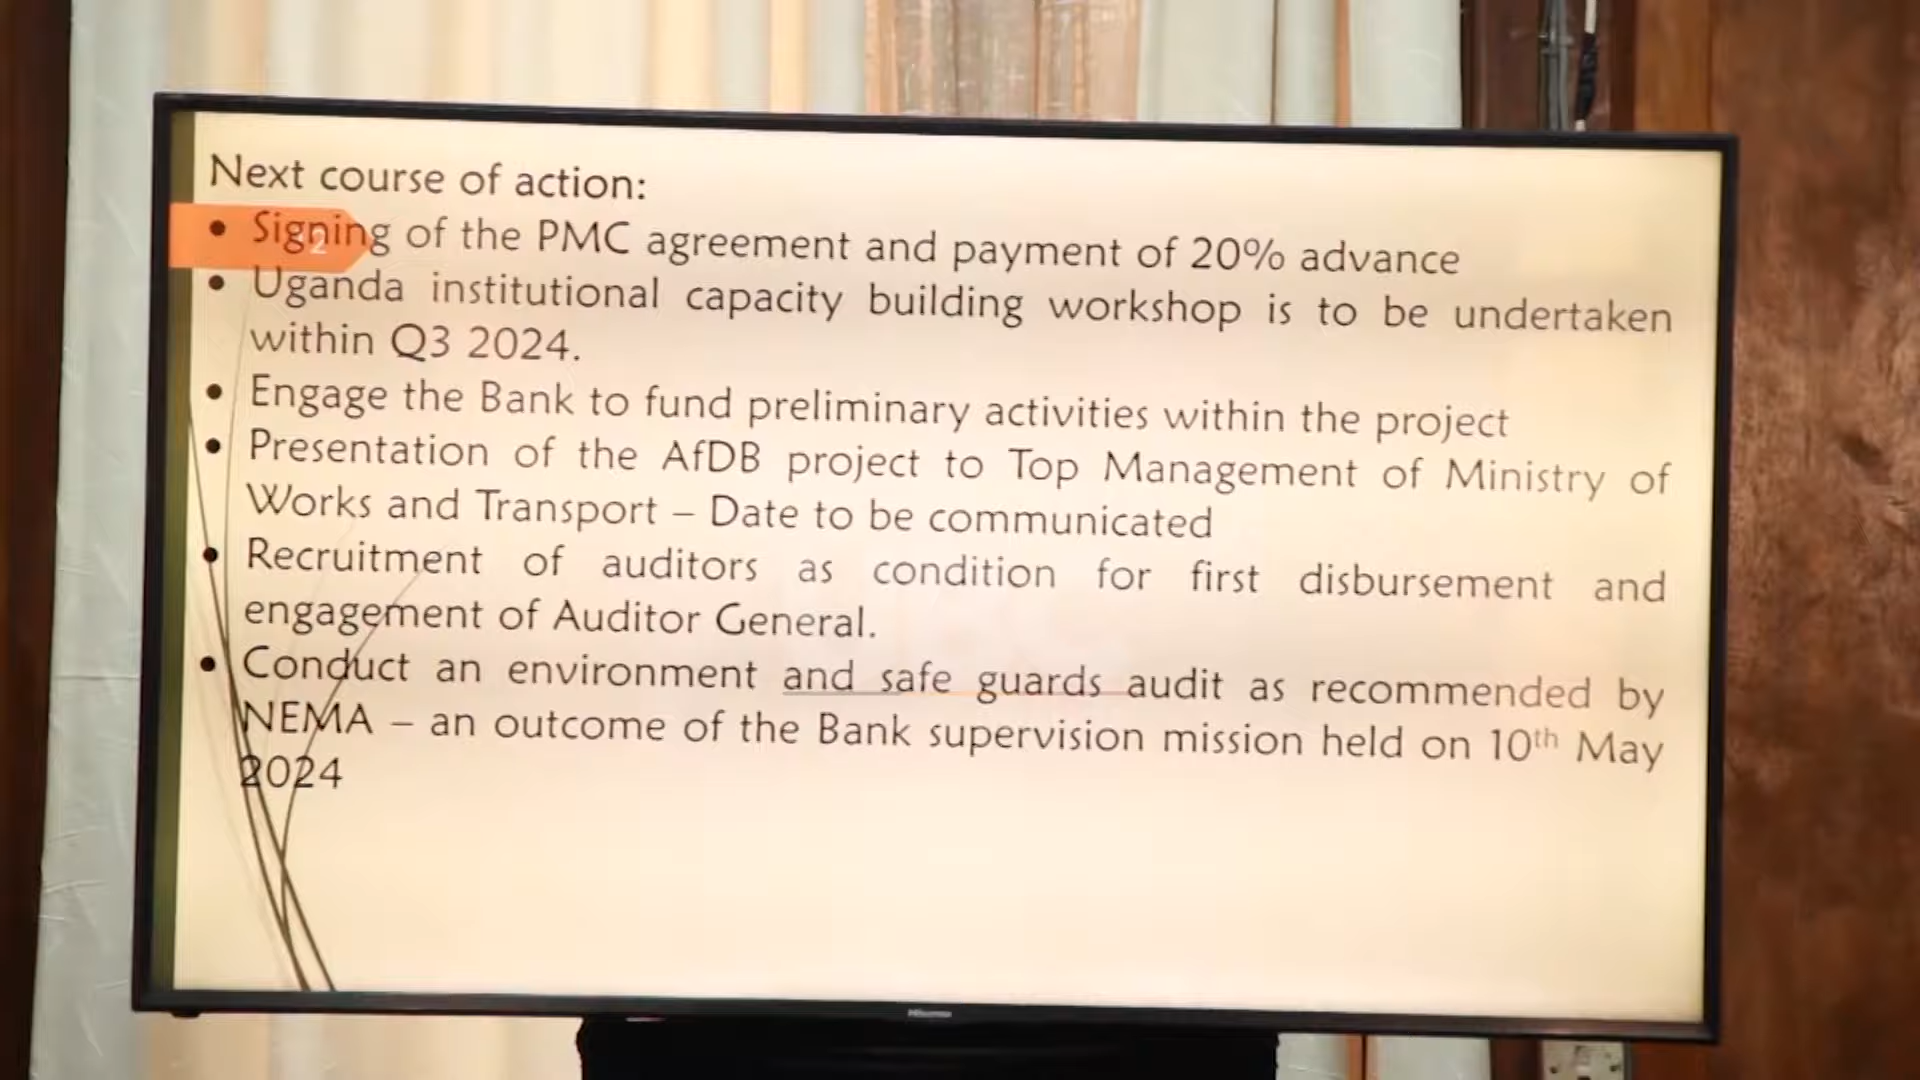 Next course of action:
• Signing of the PMC agreement and payment of 20% advance
• Uganda institutional capacity building workshop is to be undertaken
within Q3 2024.
• Engage the Bank to fund preliminary activities within the project
• Presentation of the AfDB project to Top Management of Ministry of
Works and Transport – Date to be communicated
• Recruitment of auditors as condition for first disbursement and
engagement of Auditor General.
• Conduct an environment and safe guards audit as recommended by
NEMA – an outcome of the Bank supervision mission held on 10th May
2024
Hisense